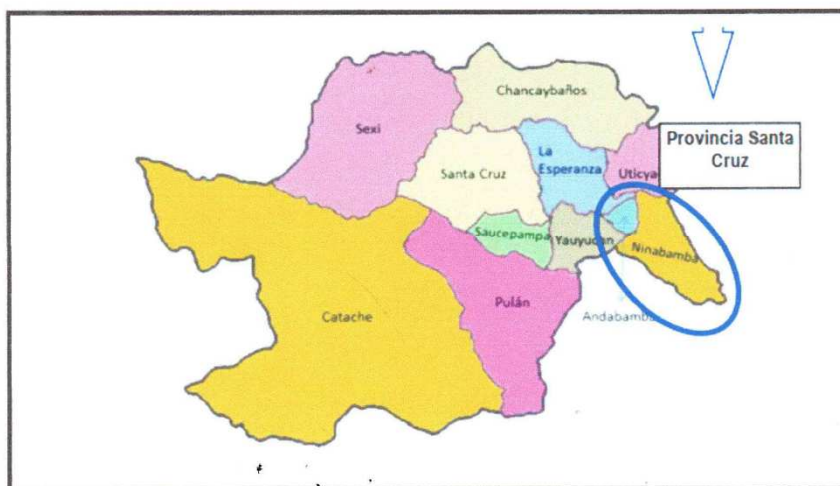 Chancaybaños
Sexi
Provincia Santa
Cruz
La
Esperanza
Santa Cruz
Uticya
Saucepampa
Yauyucan
Ninabamba
Pulán
Andabamba
Catache